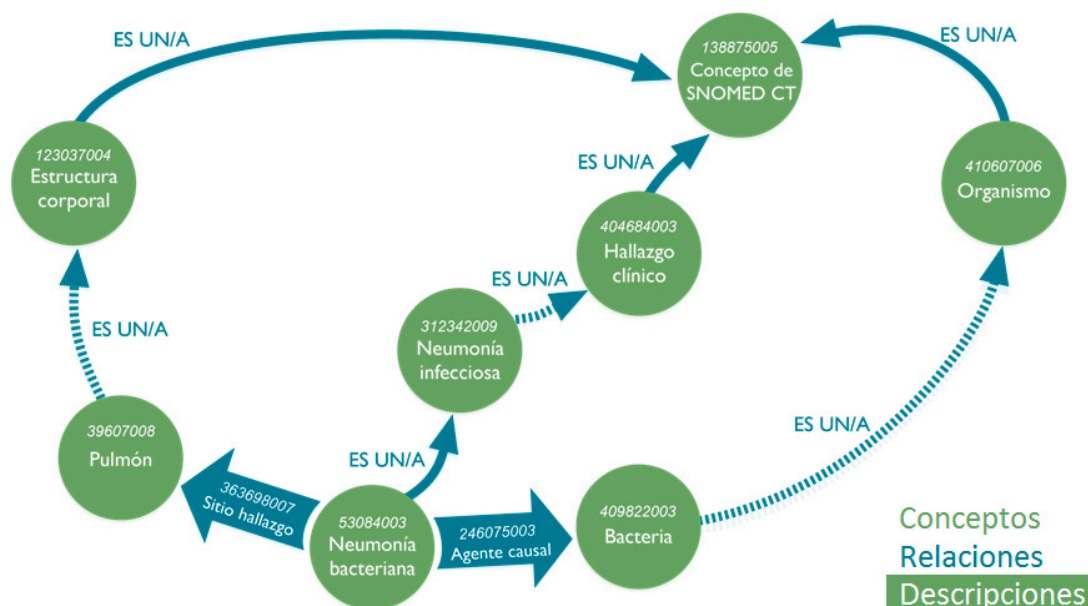 ES UN/A
ES UN/A
138875005
Concepto de
SNOMED CT
123037004
Estructura
corporal
ES UN/A
410607006
Organismo
404684003
Hallazgo
clínico
ES UN/A
312342009
Neumonía
infecciosa
ES UN/A
39607008
Pulmón
ES UN/A
ES UN/A
363698007
Sitio hallazgo
53084003
Neumonía
bacteriana
246075003
Agente causal
409822003
Bacteria
Conceptos
Relaciones
Descripciones